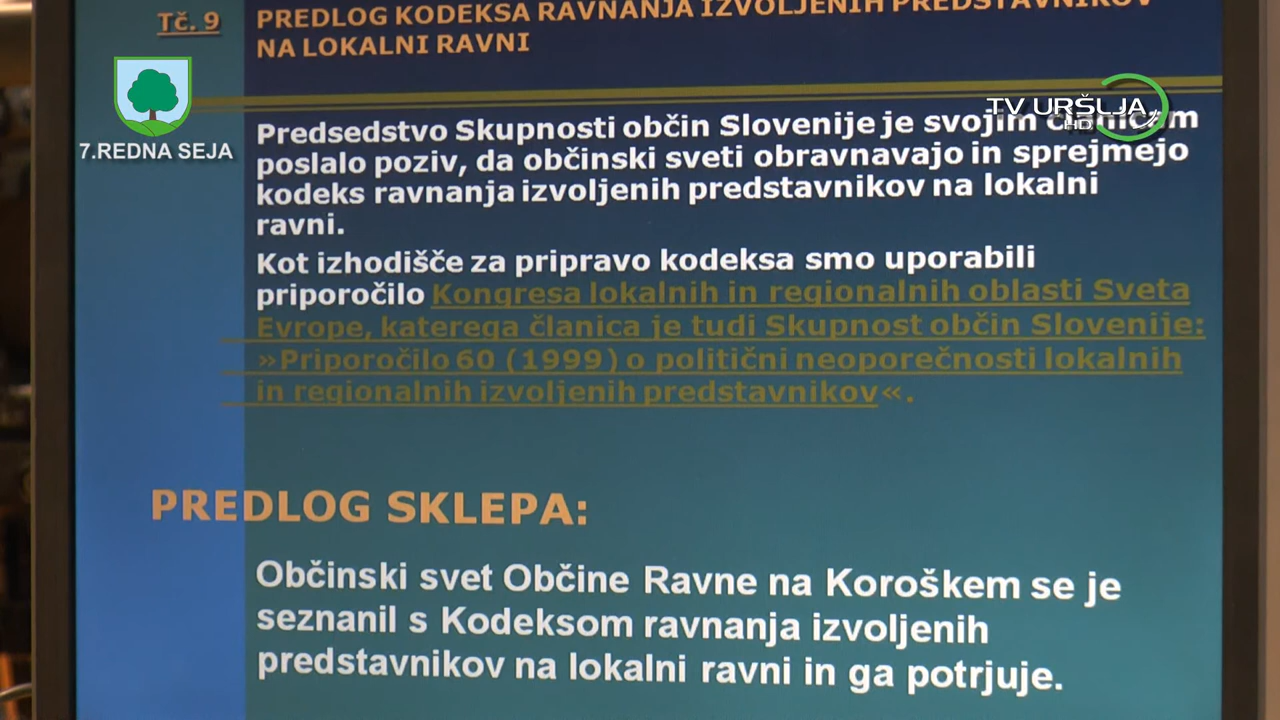 Tč. 9
PREDLOG KODEKSA RAVNANJA IZVOLJENIH PREDSTAVNIKOV
NA LOKALNI RAVNI
7.REDNA SEJA
TV URŠLJA
HD
Predsedstvo Skupnosti občin Slovenije je svojim članicam
poslalo poziv, da občinski sveti obravnavajo in sprejmejo
kodeks ravnanja izvoljenih predstavnikov na lokalni
ravni.
Kot izhodišče za pripravo kodeksa smo uporabili
priporočilo Kongresa lokalnih in regionalnih oblasti Sveta
Evrope, katerega članica je tudi Skupnost občin Slovenije:
»Priporočilo 60 (1999) o politični neoporečnosti lokalnih
in regionalnih izvoljenih predstavnikov«.
PREDLOG SKLEPA:
Občinski svet Občine Ravne na Koroškem se je
seznanil s Kodeksom ravnanja izvoljenih
predstavnikov na lokalni ravni in ga potrjuje.